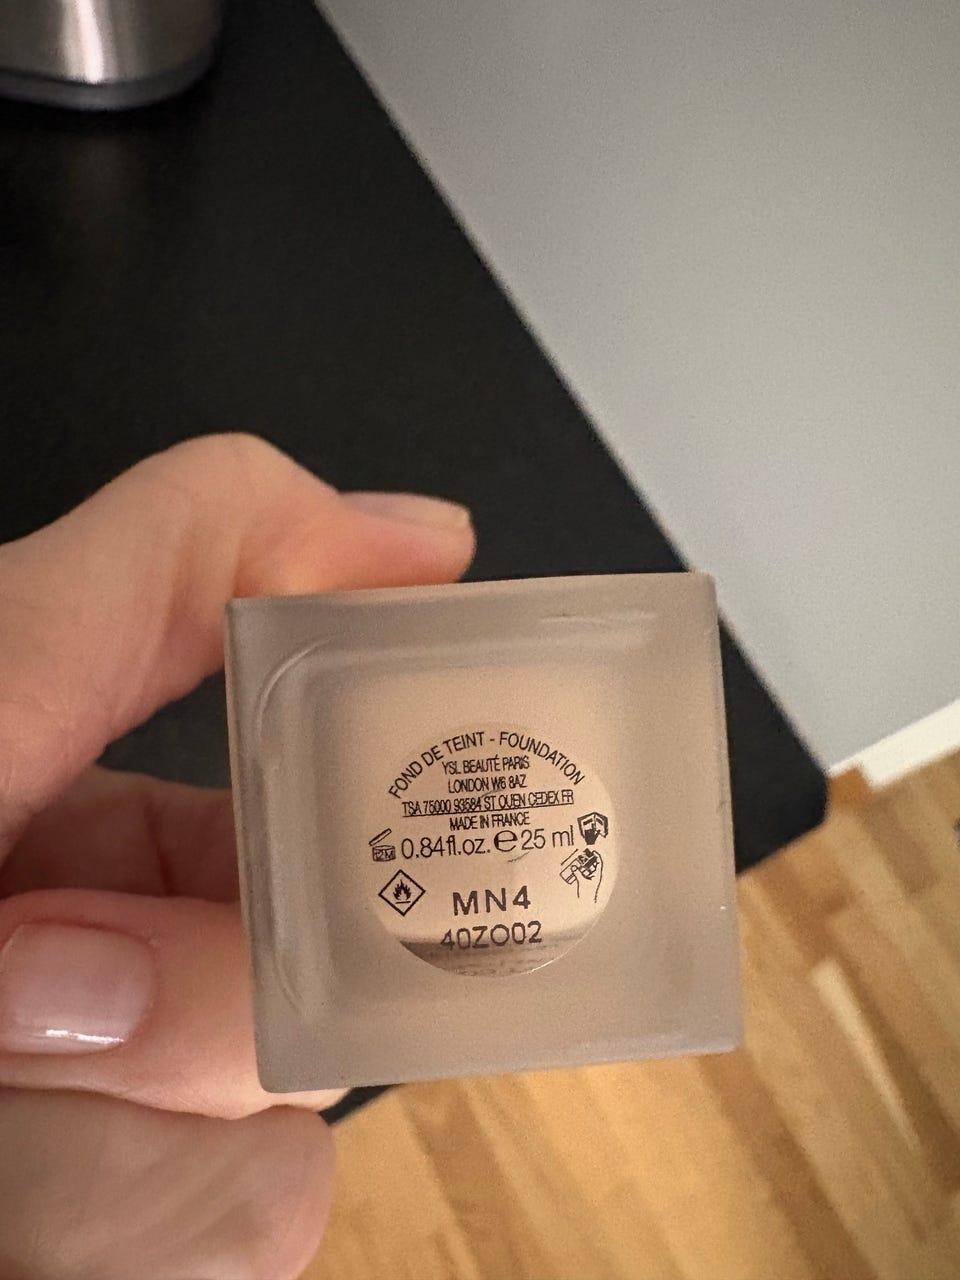 FOND DE TEINT - FOUNDATION
YSL BEAUTÉ PARIS
LONDON W6 8AZ
TSA 75000 93584 ST OUEN CEDEX FR
MADE IN FRANCE
12M 0.84fl.oz. e 25 ml
MN4
40ZO02